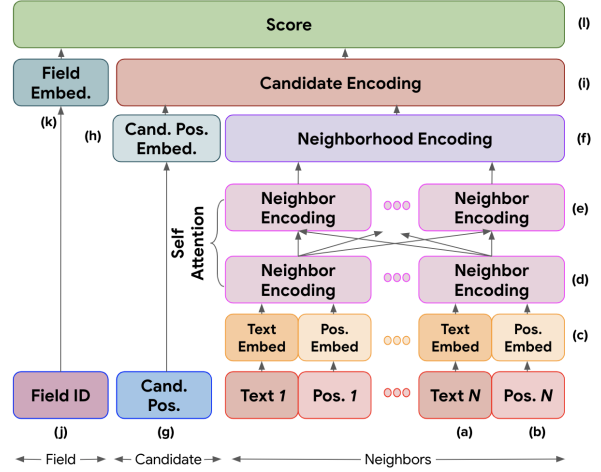 Score
(l)
Field
Embed.
Candidate Encoding
(i)
(k)
(h)
Cand. Pos.
Embed.
Neighborhood Encoding
(f)
Self
Attention
Neighbor
Encoding
Neighbor
Encoding
(e)
Neighbor
Encoding
Neighbor
Encoding
(d)
Text
Embed
Pos.
Embed
Text
Embed
Pos.
Embed
(c)
Field ID
Cand.
Pos.
Text 1
Pos. 1
Text N
Pos. N
(j)
(g)
(a)
(b)
Field
Candidate
Neighbors